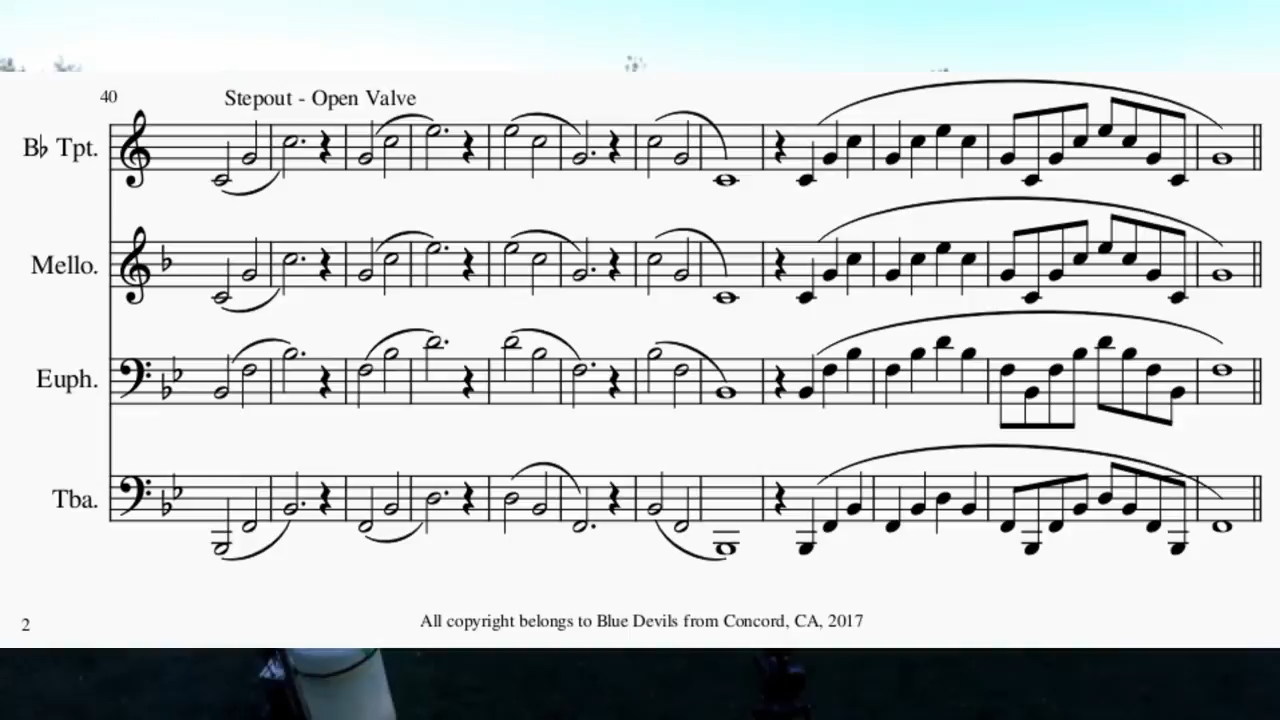 40
Stepout - Open Valve
B♭ Tpt.
Mello.
Euph.
Tba.
2
All copyright belongs to Blue Devils from Concord, CA, 2017